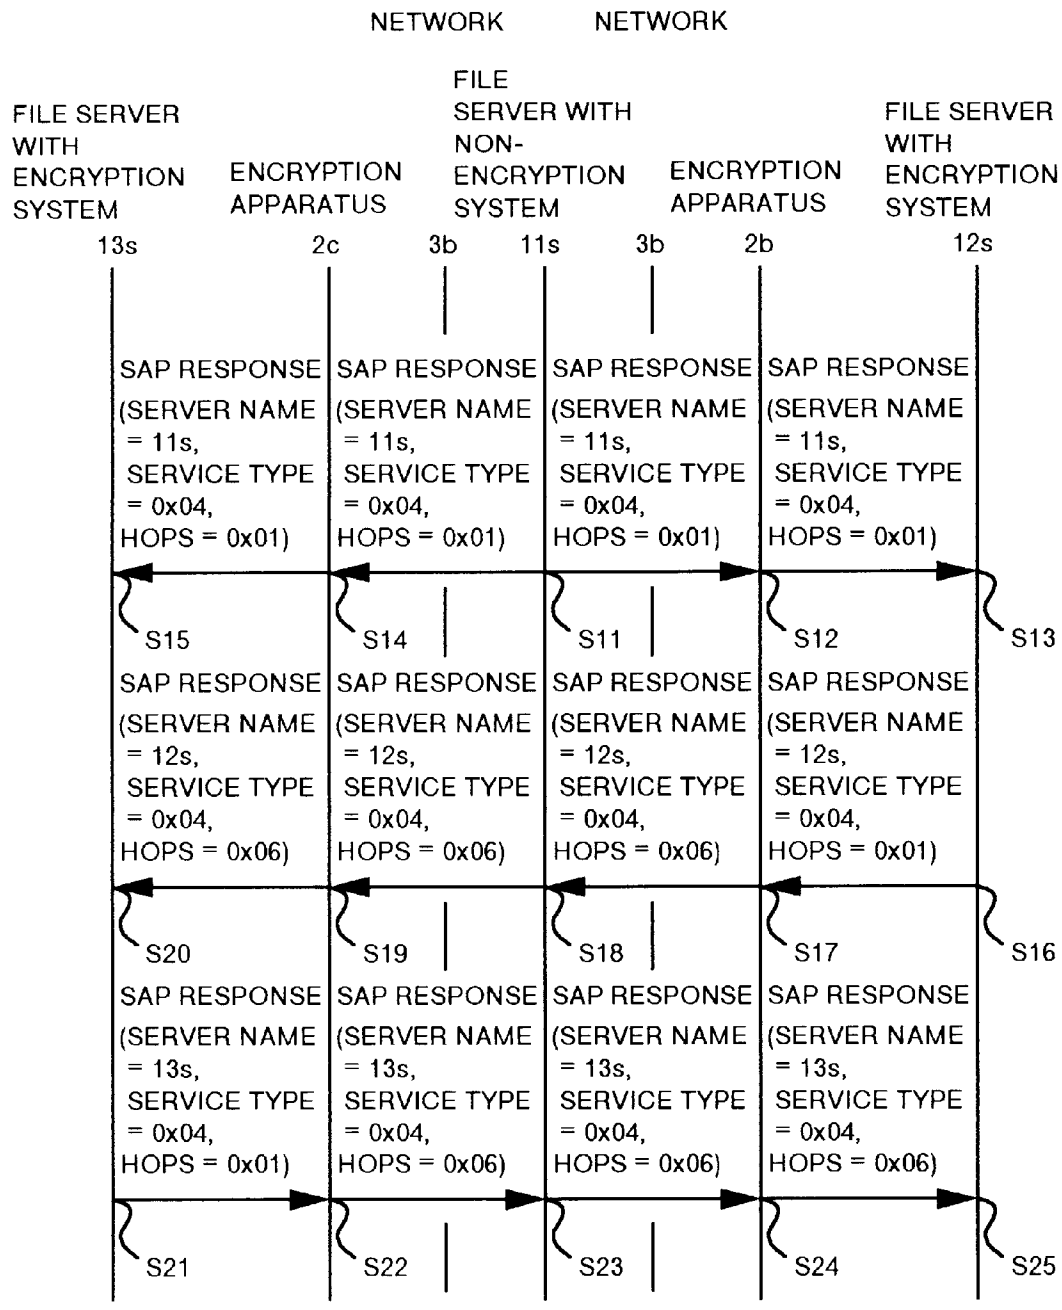 NETWORK NETWORK
FILE SERVER
WITH
ENCRYPTION
SYSTEM
ENCRYPTION
APPARATUS
FILE
SERVER WITH
NON-
ENCRYPTION
SYSTEM
ENCRYPTION
APPARATUS
FILE SERVER
WITH
ENCRYPTION
SYSTEM
13s 2c 3b 11s 3b 2b 12s
SAP RESPONSE SAP RESPONSE SAP RESPONSE SAP RESPONSE
(SERVER NAME (SERVER NAME (SERVER NAME (SERVER NAME
= 11s, = 11s, = 11s, = 11s,
SERVICE TYPE SERVICE TYPE SERVICE TYPE SERVICE TYPE
= 0x04, = 0x04, = 0x04, = 0x04,
HOPS = 0x01) HOPS = 0x01) HOPS = 0x01) HOPS = 0x01)
S15 S14 S11 S12 S13
SAP RESPONSE SAP RESPONSE SAP RESPONSE SAP RESPONSE
(SERVER NAME (SERVER NAME (SERVER NAME (SERVER NAME
= 12s, = 12s, = 12s, = 12s,
SERVICE TYPE SERVICE TYPE SERVICE TYPE SERVICE TYPE
= 0x04, = 0x04, = 0x04, = 0x04,
HOPS = 0x06) HOPS = 0x06) HOPS = 0x06) HOPS = 0x01)
S20 S19 S18 S17 S16
SAP RESPONSE SAP RESPONSE SAP RESPONSE SAP RESPONSE
(SERVER NAME (SERVER NAME (SERVER NAME (SERVER NAME
= 13s, = 13s, = 13s, = 13s,
SERVICE TYPE SERVICE TYPE SERVICE TYPE SERVICE TYPE
= 0x04, = 0x04, = 0x04, = 0x04,
HOPS = 0x01) HOPS = 0x06) HOPS = 0x06) HOPS = 0x06)
S21 S22 S23 S24 S25